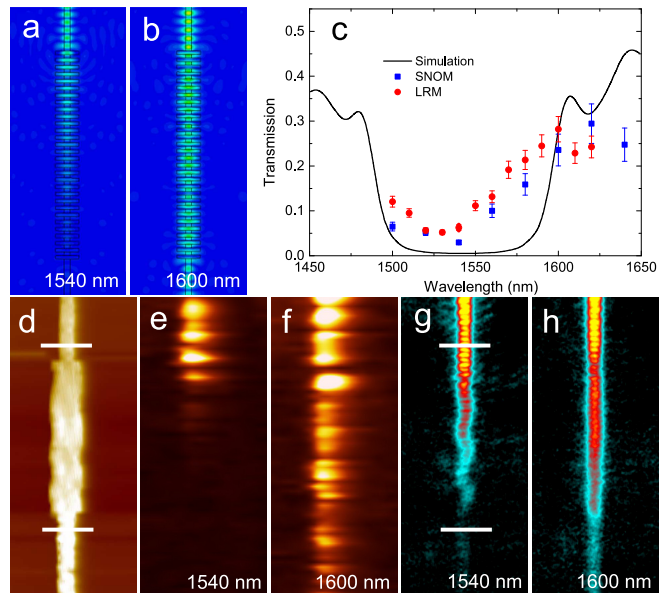 a
1540 nm
b
1600 nm
c
Simulation
SNOM
LRM
Transmission
0.5
0.4
0.3
0.2
0.1
0.0
1450
1500
1550
1600
1650
Wavelength (nm)
d
e
1540 nm
f
1600 nm
g
1540 nm
h
1600 nm